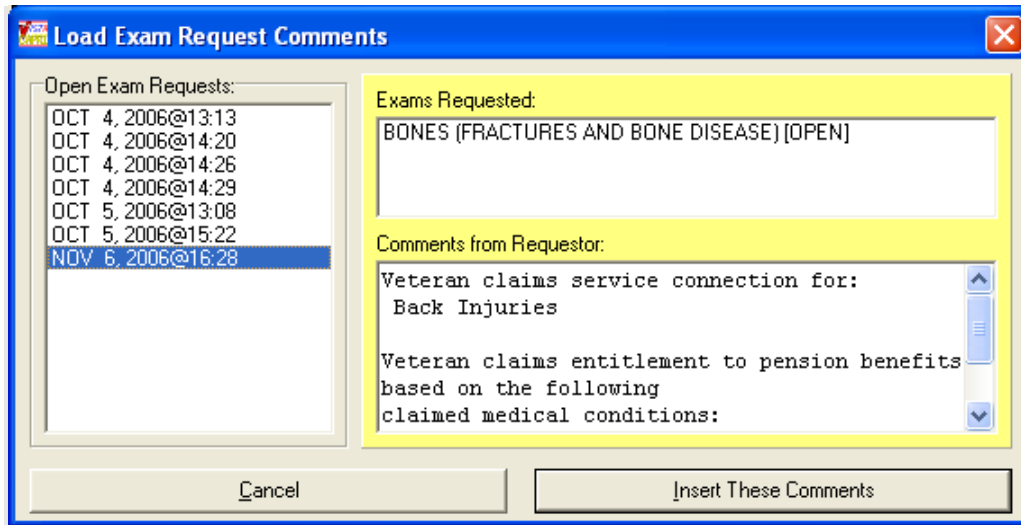 Load Exam Request Comments
Open Exam Requests:
OCT 4, 2006@13:13
OCT 4, 2006@14:20
OCT 4, 2006@14:26
OCT 4, 2006@14:29
OCT 5, 2006@13:08
OCT 5, 2006@15:22
NOV 6, 2006@16:28
Exams Requested:
BONES (FRACTURES AND BONE DISEASE) [OPEN]
Comments from Requestor:
Veteran claims service connection for:
Back Injuries
Veteran claims entitlement to pension benefits
based on the following
claimed medical conditions:
Cancel
Insert These Comments